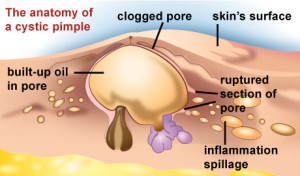 The anatomy of
a cystic pimple
clogged pore
skin's surface
built-up oil
in pore
ruptured
section of
pore
inflammation
spillage